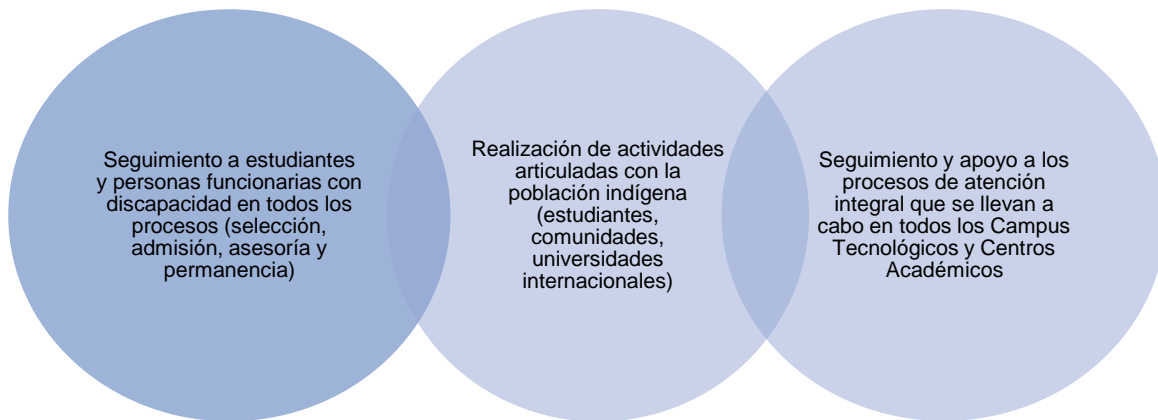 Seguimiento a estudiantes
y personas funcionarias con
discapacidad en todos los
procesos (selección,
admisión, asesoría y
permanencia)
Realización de actividades
articuladas con la
población indígena
(estudiantes,
comunidades,
universidades
internacionales)
Seguimiento y apoyo a los
procesos de atención
integral que se llevan a
cabo en todos los Campus
Tecnológicos y Centros
Académicos